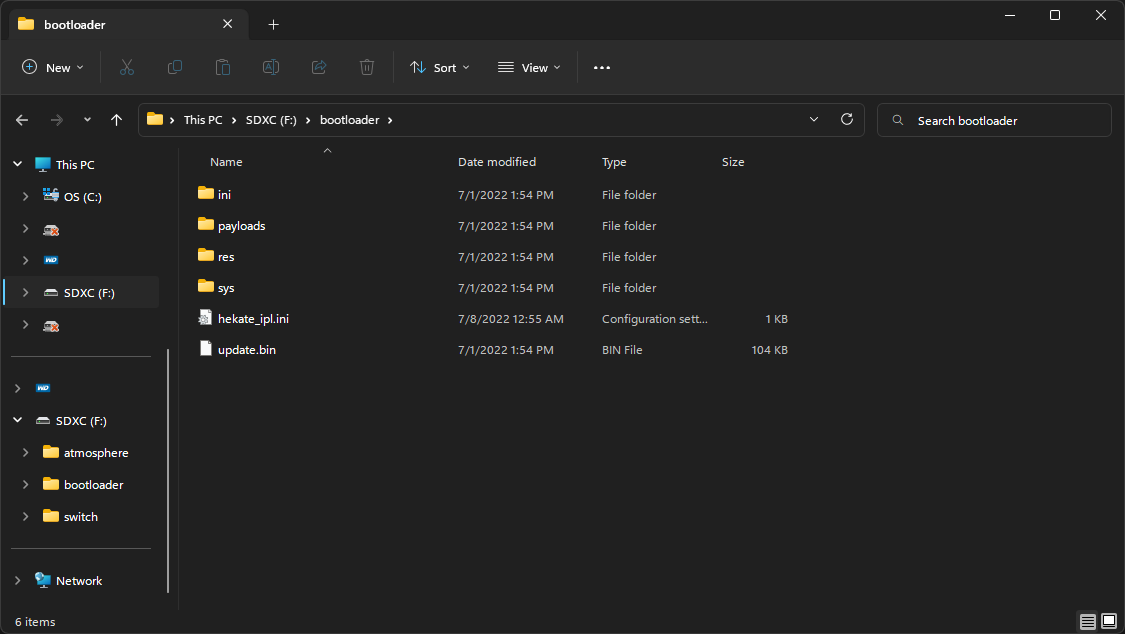 bootloader
New
Sort
View
This PC
SDXC (F:)
bootloader
Search bootloader
Name
Date modified
Type
Size
ini
7/1/2022 1:54 PM
File folder
payloads
7/1/2022 1:54 PM
File folder
res
7/1/2022 1:54 PM
File folder
sys
7/1/2022 1:54 PM
File folder
hekate_ipl.ini
7/8/2022 12:55 AM
Configuration sett...
1 KB
update.bin
7/1/2022 1:54 PM
BIN File
104 KB
This PC
OS (C:)
WD
SDXC (F:)
WD
SDXC (F:)
atmosphere
bootloader
switch
Network
6 items